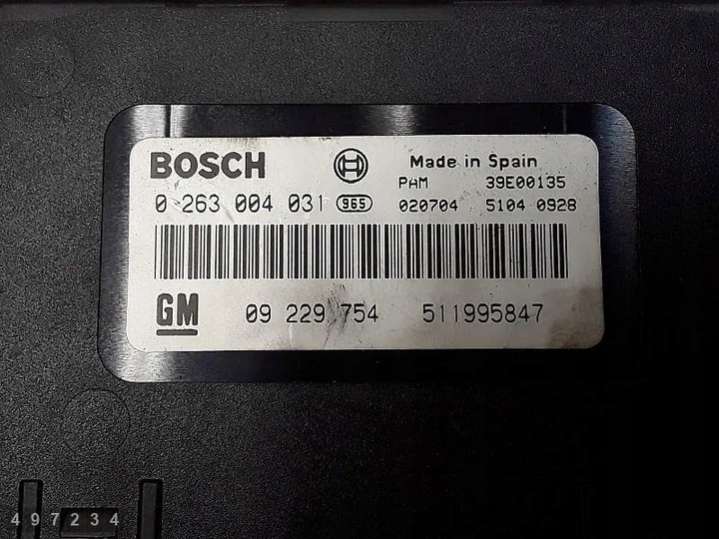 BOSCH Made in Spain
PAM 39E00135
0 263 004 031 965 020704 5104 0928
GM 09 229 754 511995847
497234